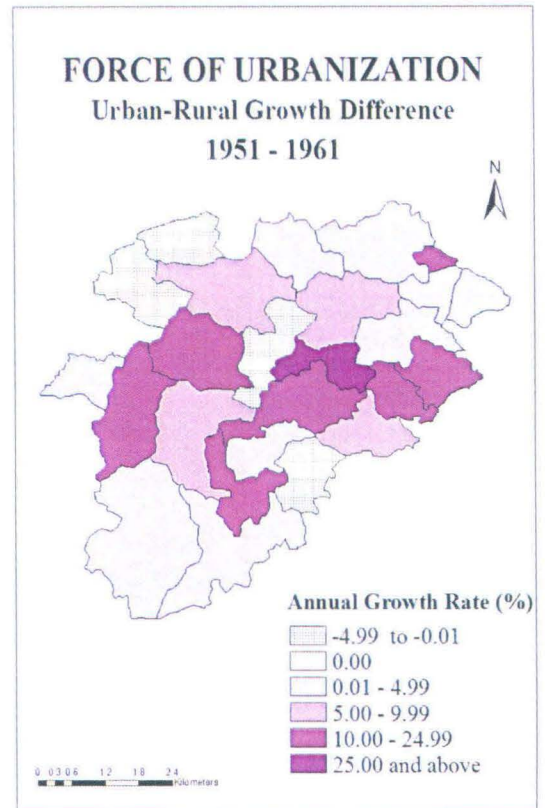 FORCE OF URBANIZATION
Urban-Rural Growth Difference
1951 - 1961
N
Annual Growth Rate (%)
-4.99 to -0.01
0.00
0.01 - 4.99
5.00 - 9.99
10.00 - 24.99
25.00 and above
0 0306 12 18 24
Kilometers